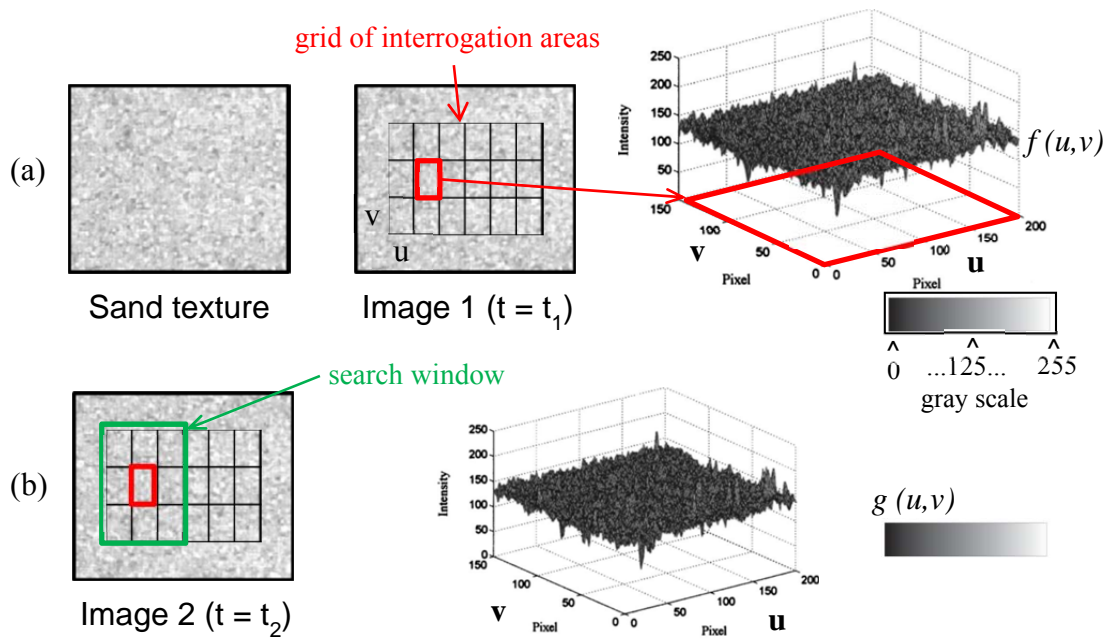 grid of interrogation areas
(a)
v
u
Sand texture
Image 1 (t = t₁)
250
200
150
100
50
0
Intensity
150
100
50
0
v
Pixel
0
50
100
150
200
u
Pixel
f (u,v)
0 ...125... 255
gray scale
search window
(b)
Image 2 (t = t₂)
250
200
150
100
50
0
Intensity
150
100
50
0
v
0
50
100
150
200
Pixel
u
g (u,v)